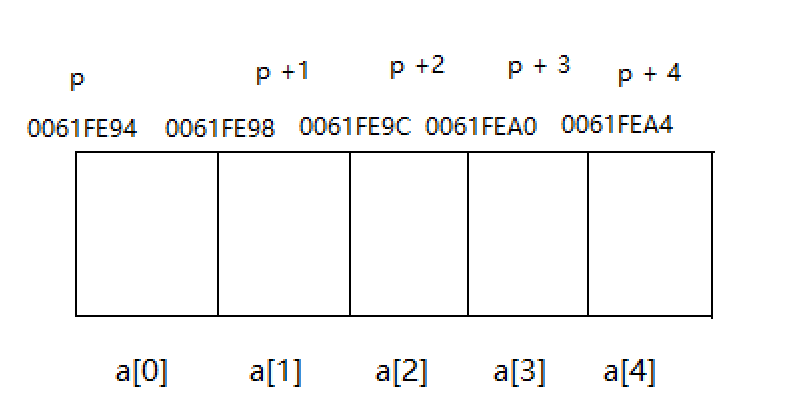 p p +1 p +2 p + 3 p + 4
0061FE94 0061FE98 0061FE9C 0061FEA0 0061FEA4
a[0] a[1] a[2] a[3] a[4]